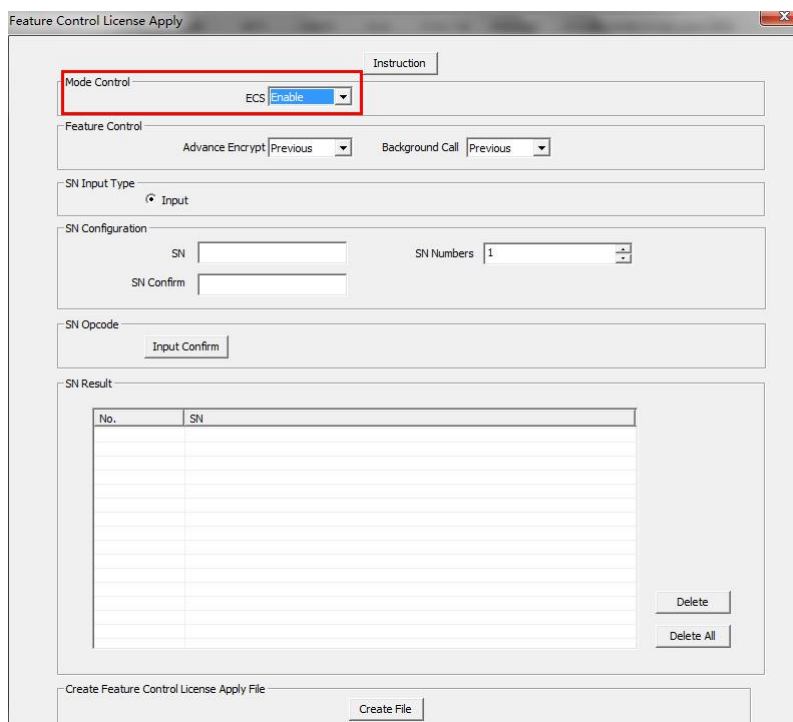 Feature Control License Apply
Instruction
Mode Control
ECS Enable
Feature Control
Advance Encrypt Previous Background Call Previous
SN Input Type
Input
SN Configuration
SN SN Numbers 1
SN Confirm
SN Opcode
Input Confirm
SN Result
No. SN
Delete
Delete All
Create Feature Control License Apply File
Create File